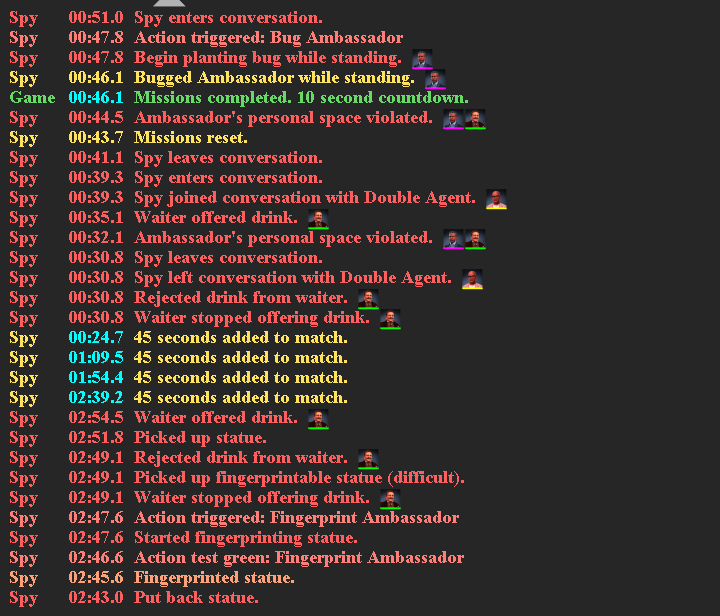 Spy 00:51.0 Spy enters conversation.
Spy 00:47.8 Action triggered: Bug Ambassador
Spy 00:47.8 Begin planting bug while standing.
Spy 00:46.1 Bugged Ambassador while standing.
Game 00:46.1 Missions completed. 10 second countdown.
Spy 00:44.5 Ambassador's personal space violated.
Spy 00:43.7 Missions reset.
Spy 00:41.1 Spy leaves conversation.
Spy 00:39.3 Spy enters conversation.
Spy 00:39.3 Spy joined conversation with Double Agent.
Spy 00:35.1 Waiter offered drink.
Spy 00:32.1 Ambassador's personal space violated.
Spy 00:30.8 Spy leaves conversation.
Spy 00:30.8 Spy left conversation with Double Agent.
Spy 00:30.8 Rejected drink from waiter.
Spy 00:30.8 Waiter stopped offering drink.
Spy 00:24.7 45 seconds added to match.
Spy 01:09.5 45 seconds added to match.
Spy 01:54.4 45 seconds added to match.
Spy 02:39.2 45 seconds added to match.
Spy 02:54.5 Waiter offered drink.
Spy 02:51.8 Picked up statue.
Spy 02:49.1 Rejected drink from waiter.
Spy 02:49.1 Picked up fingerprintable statue (difficult).
Spy 02:49.1 Waiter stopped offering drink.
Spy 02:47.6 Action triggered: Fingerprint Ambassador
Spy 02:47.6 Started fingerprinting statue.
Spy 02:46.6 Action test green: Fingerprint Ambassador
Spy 02:45.6 Fingerprinted statue.
Spy 02:43.0 Put back statue.